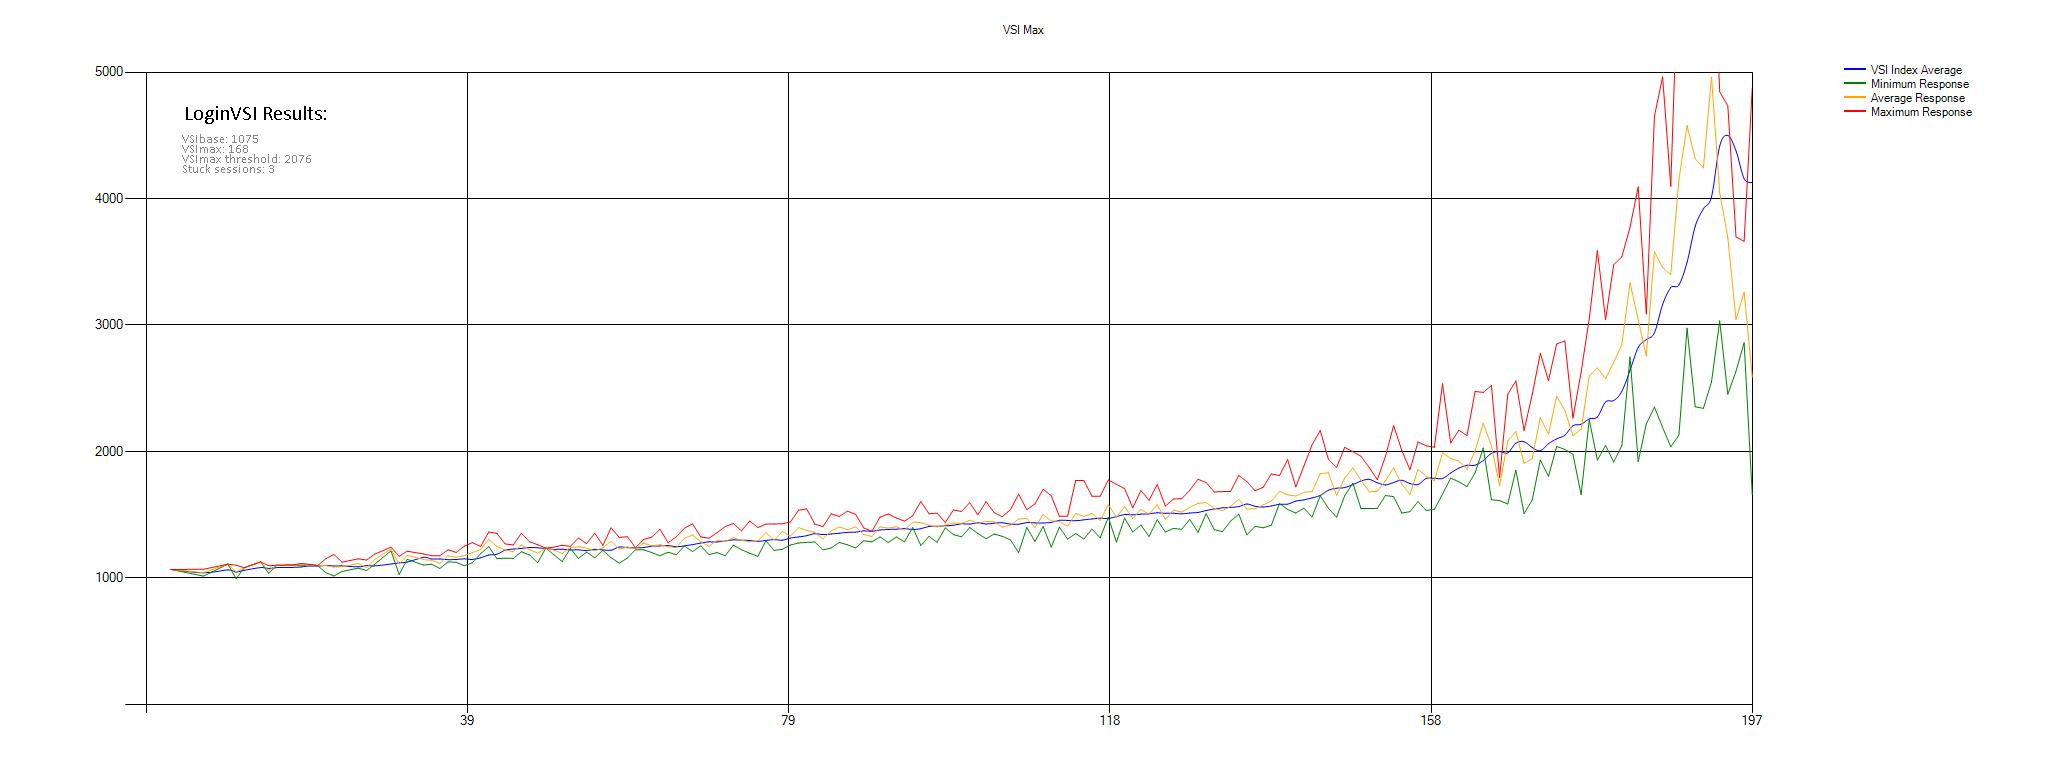 VSI Max
5000
4000
3000
2000
1000
39
79
118
158
197
LoginVSI Results:
VSIbase: 1075
VSImax: 168
VSImax threshold: 2076
Stuck sessions: 3
VSI Index Average
Minimum Response
Average Response
Maximum Response